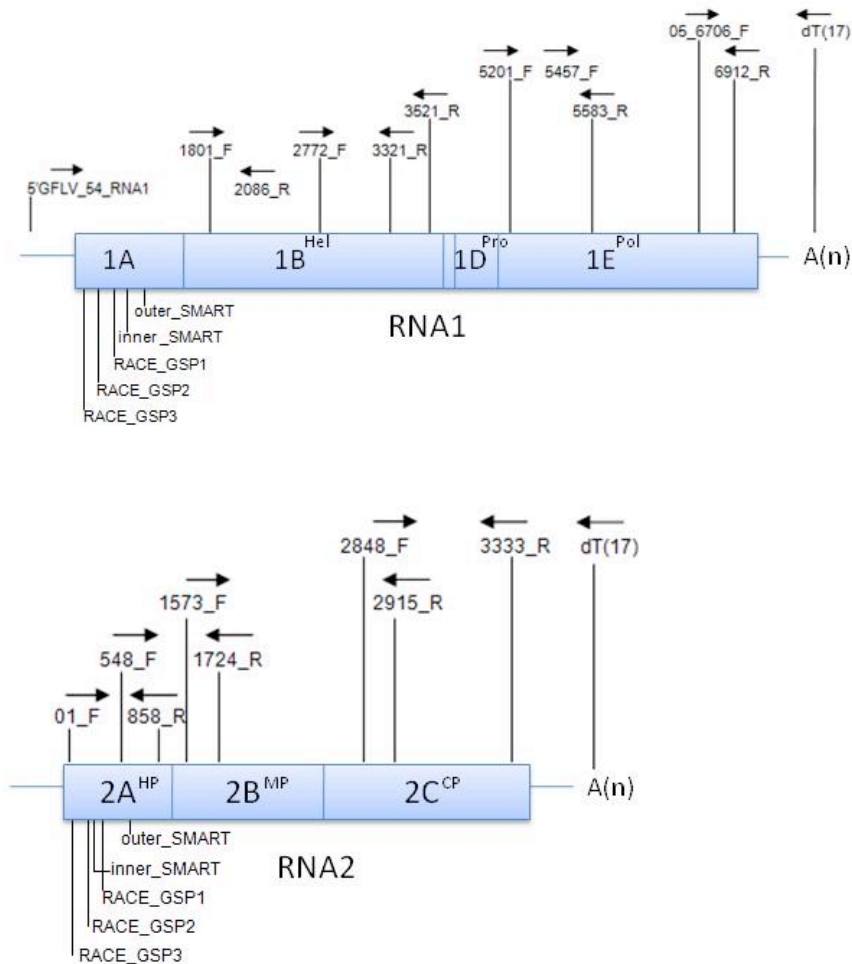 05_6706_F dT(17)
5201_F 5457_F 6912_R
3521_R 5583_R
1801_F 2772_F 3321_R
5'GFLV_54_RNA1 2086_R
1A 1B Hel 1D Pro 1E Pol A(n)
outer_SMART
inner_SMART
RNA1
RACE_GSP1
RACE_GSP2
RACE_GSP3
2848_F 3333_R dT(17)
1573_F 2915_R
548_F 1724_R
01_F 858_R
2A HP 2B MP 2C CP A(n)
outer_SMART
inner_SMART
RNA2
RACE_GSP1
RACE_GSP2
RACE_GSP3